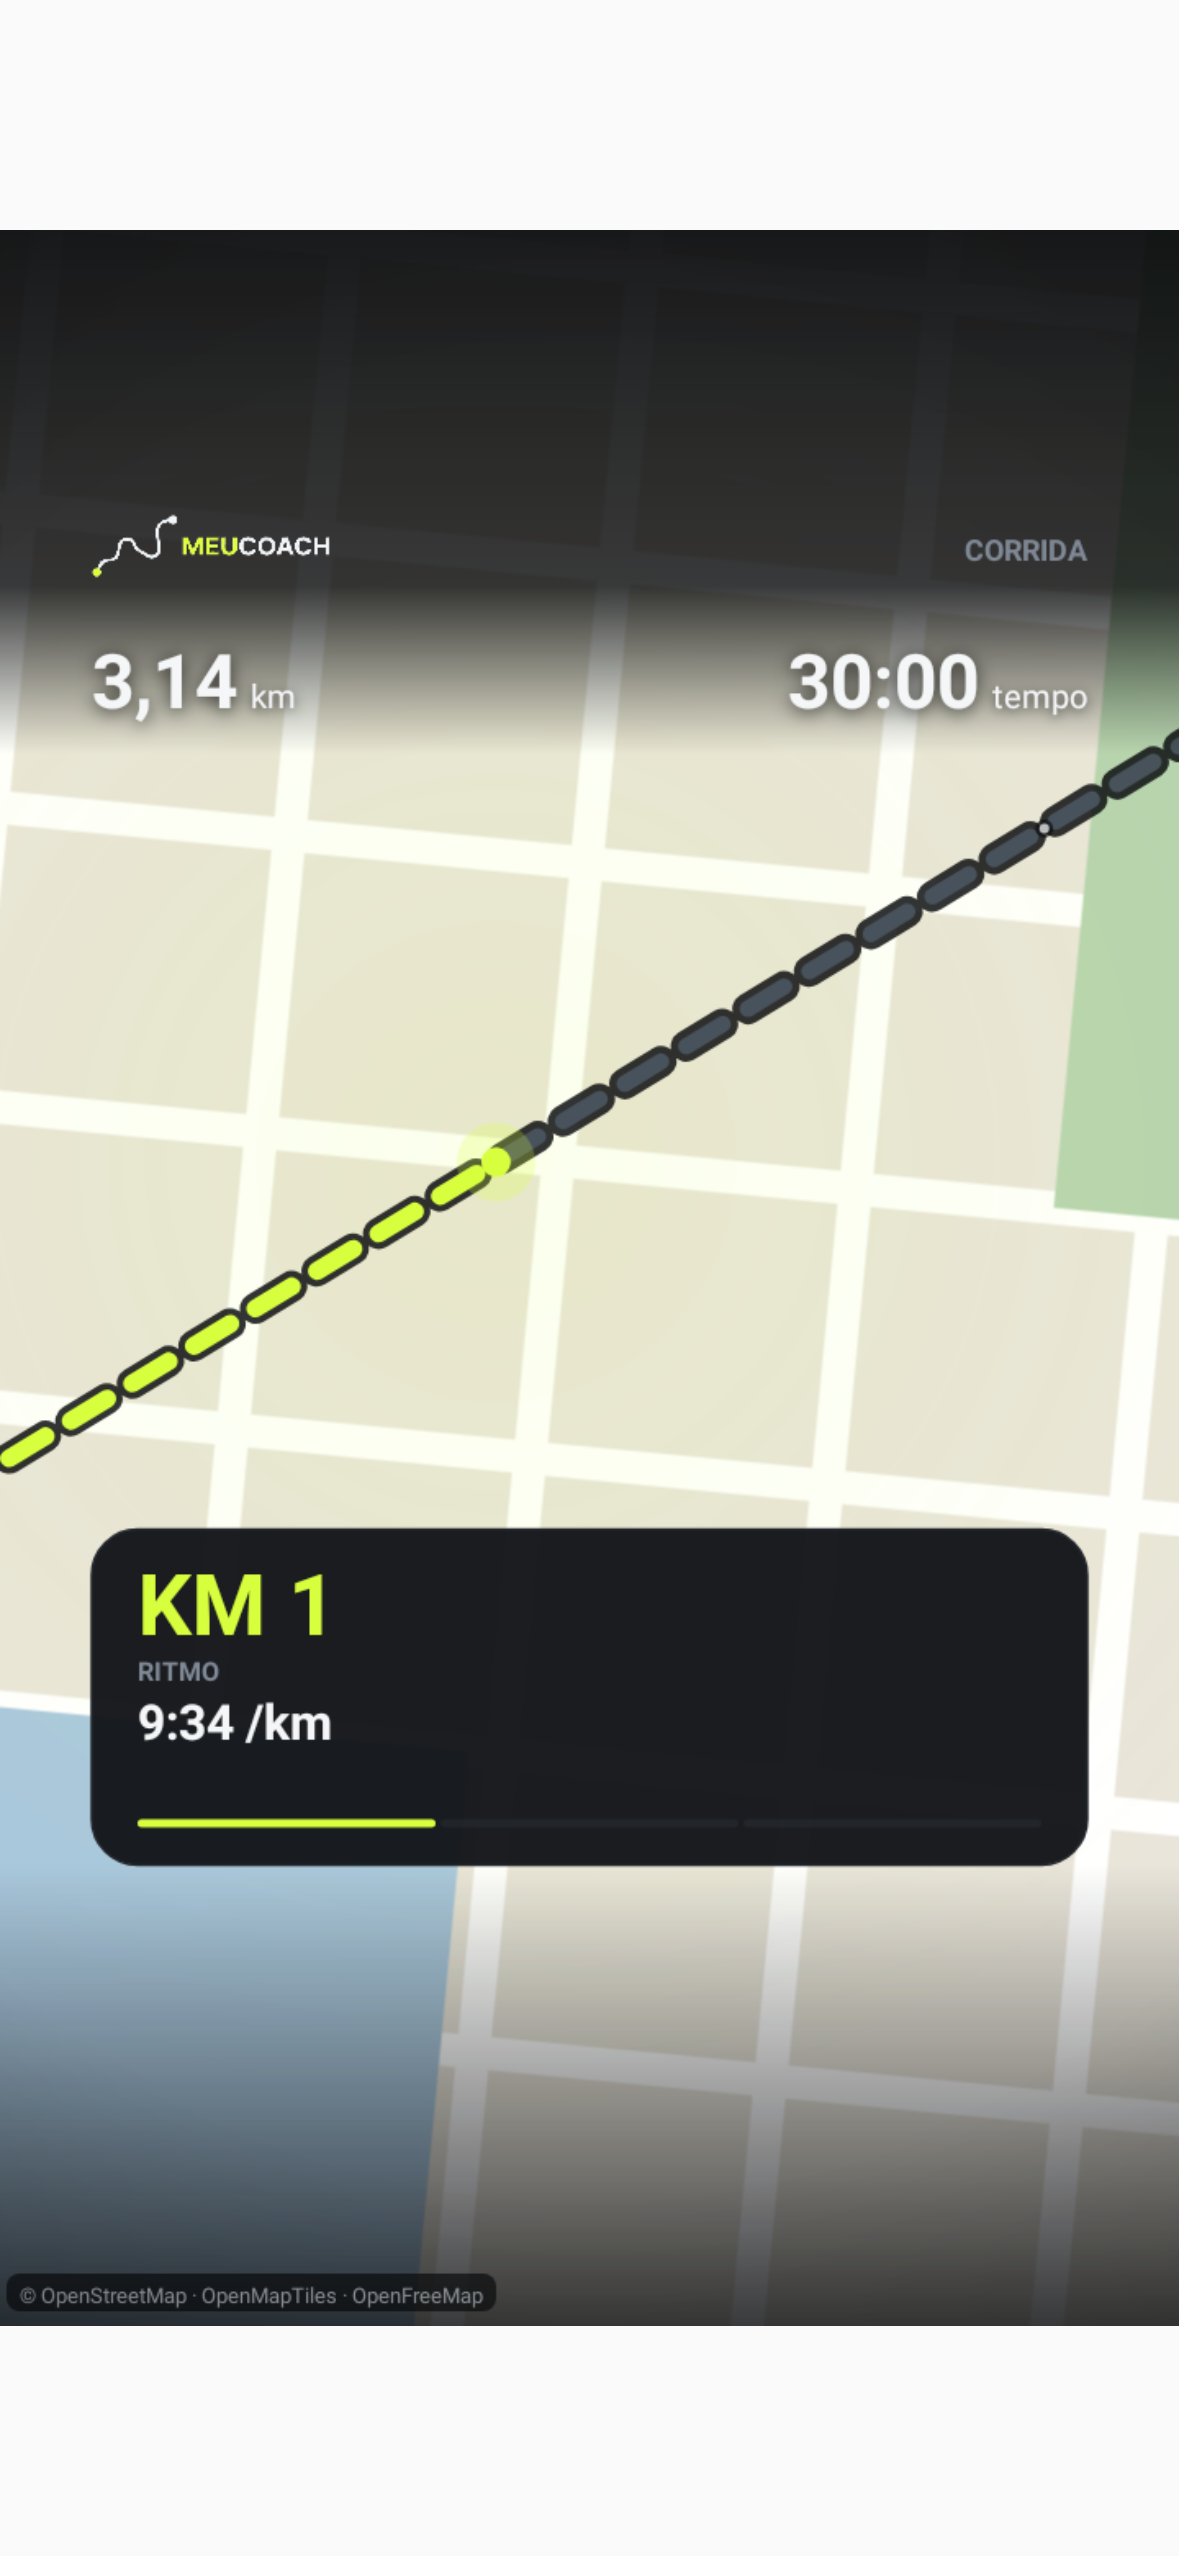 MEUCOACH
CORRIDA
3,14 km
30:00 tempo
KM 1
RITMO
9:34 /km
© OpenStreetMap · OpenMapTiles · OpenFreeMap